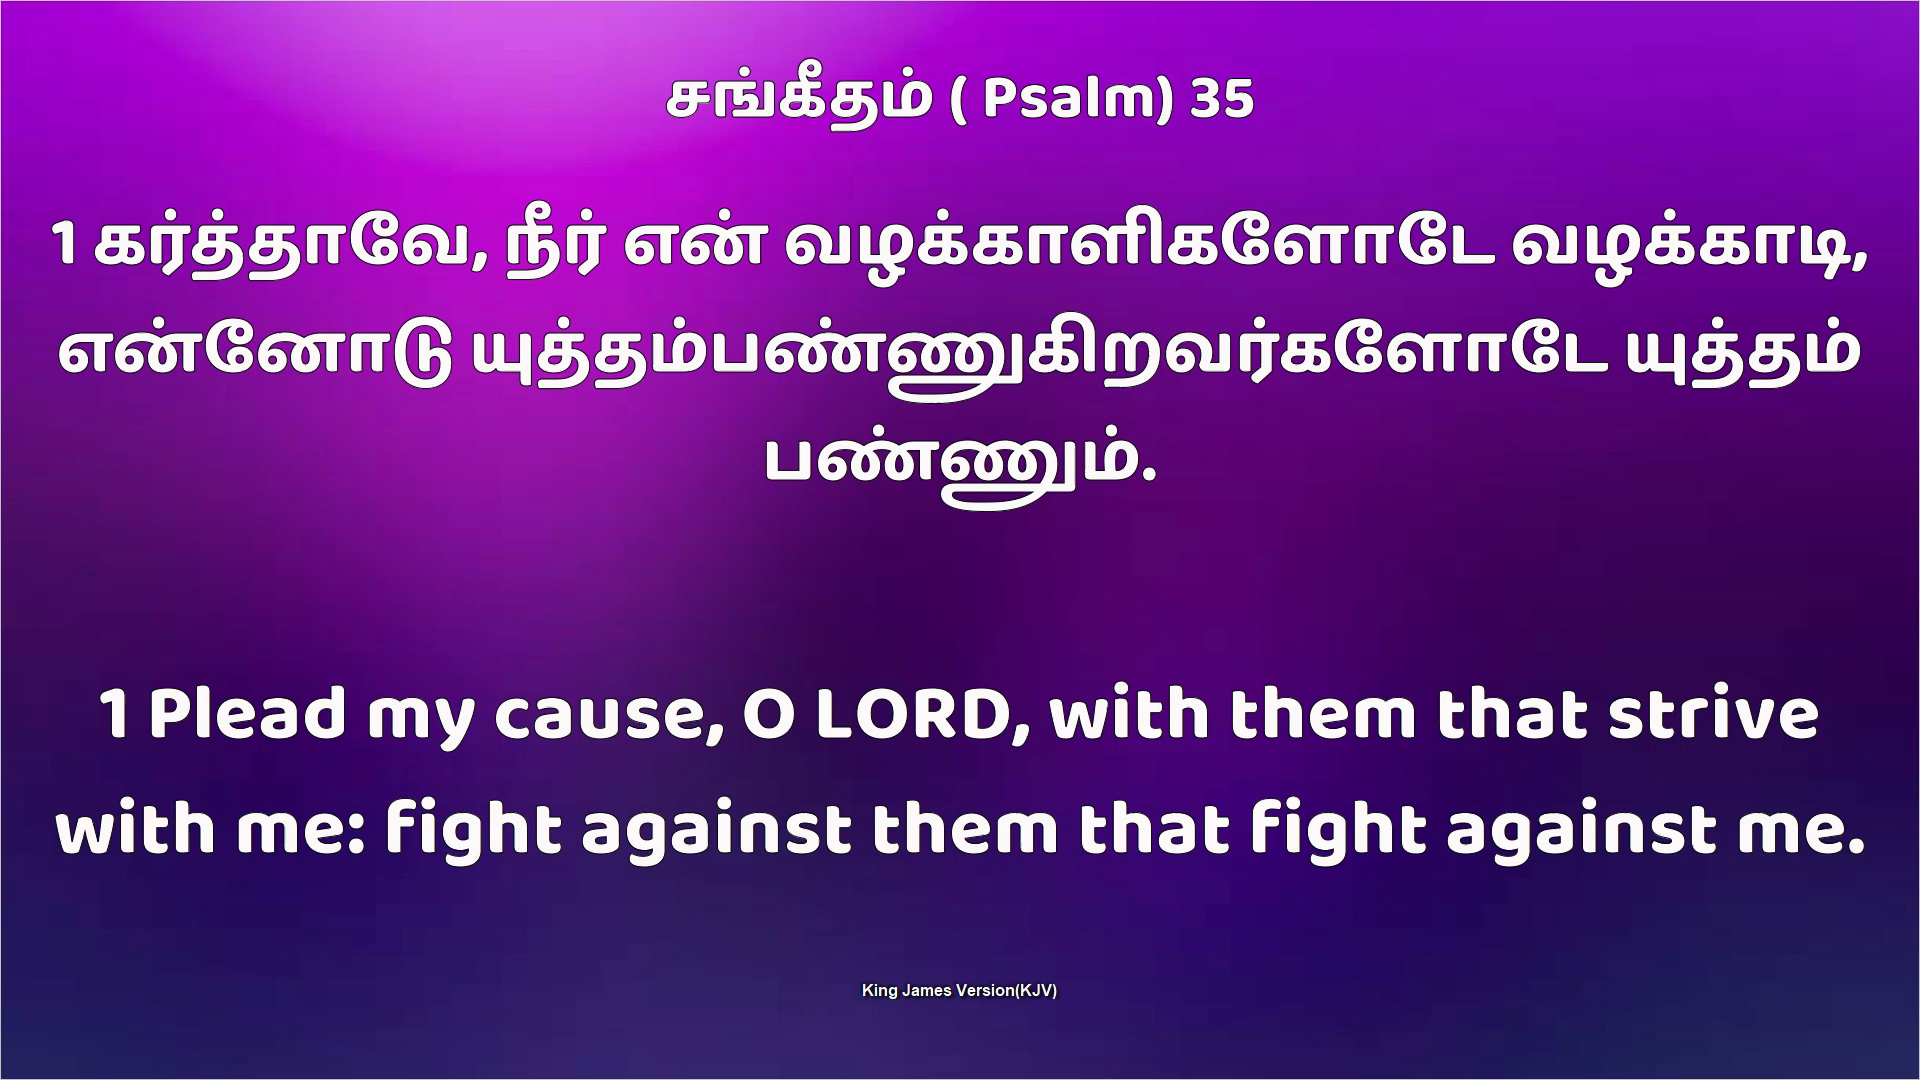 சங்கீதம் ( Psalm) 35
1 கர்த்தாவே, நீர் என் வழக்காளிகளோடே வழக்காடி,
என்னோடு யுத்தம்பண்ணுகிறவர்களோடே யுத்தம்
பண்ணும்.
1 Plead my cause, O LORD, with them that strive
with me: fight against them that fight against me.
King James Version(KJV)